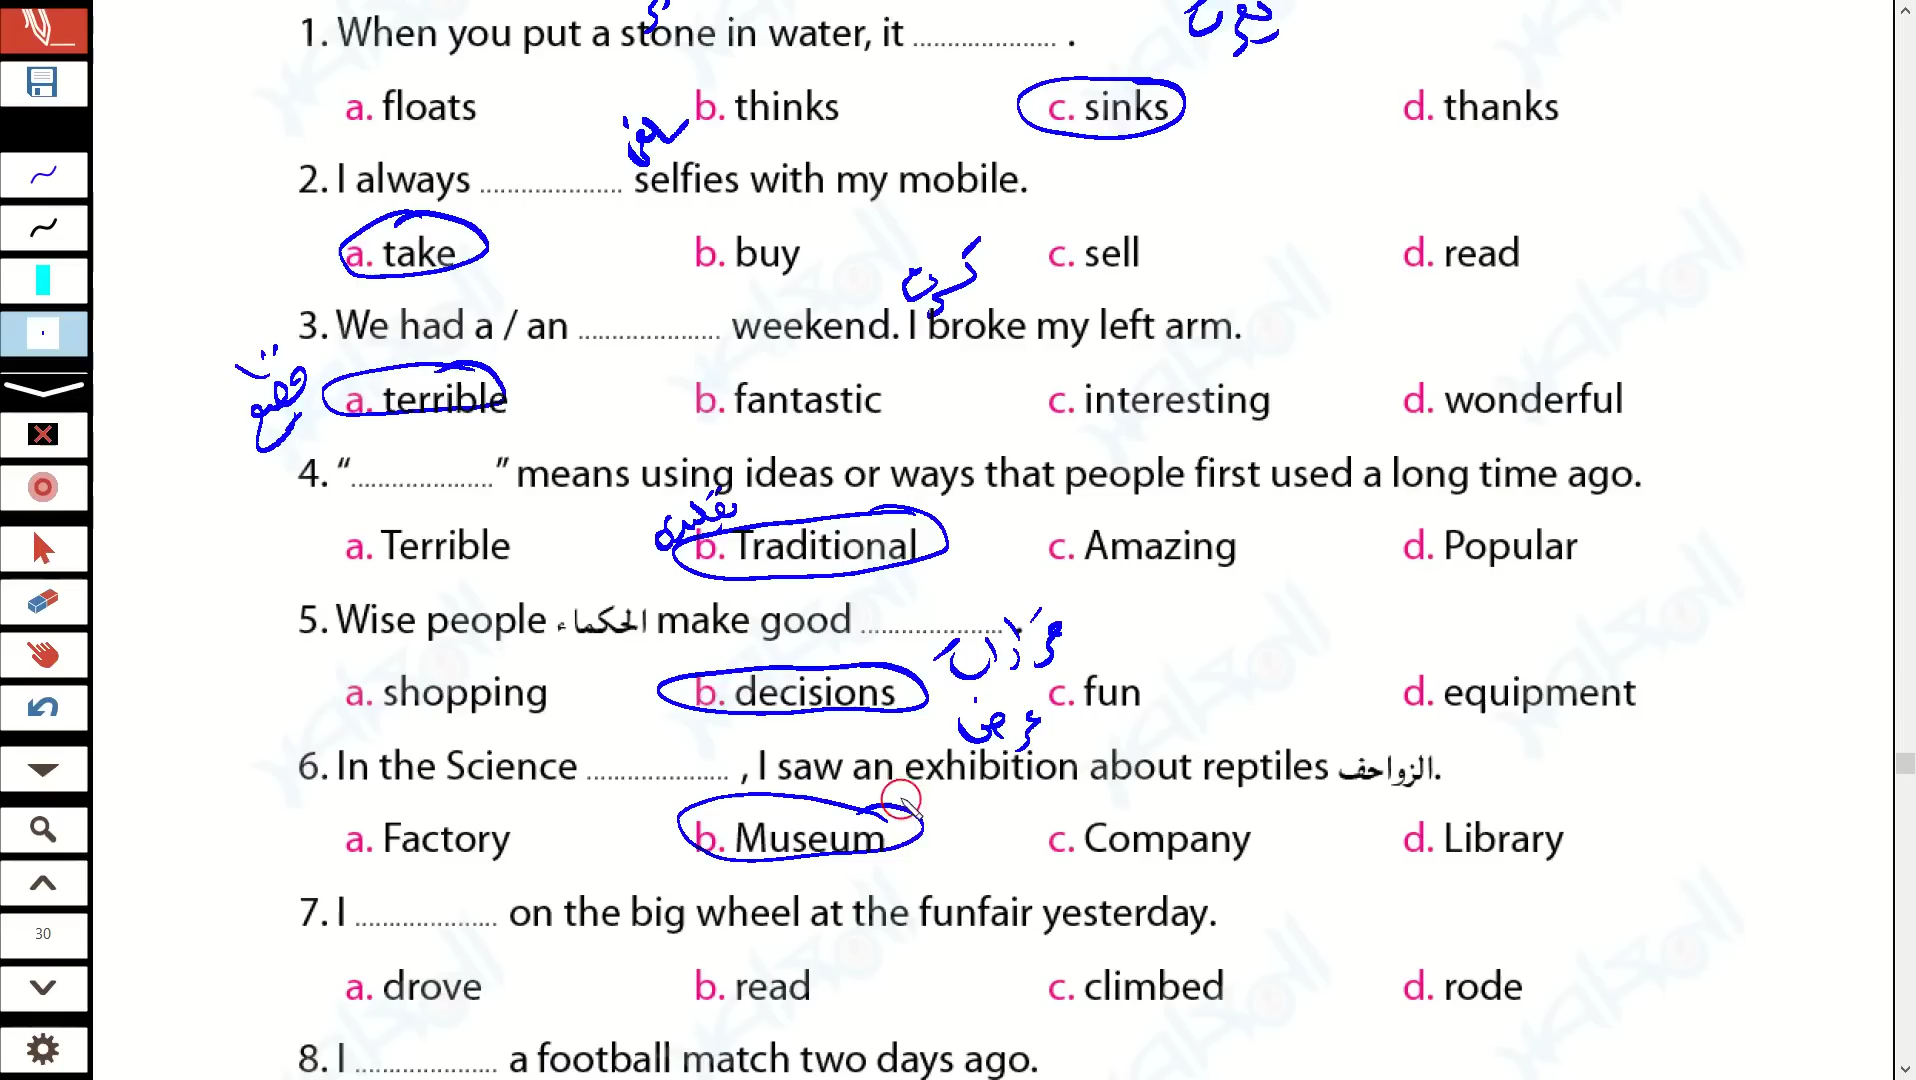 1. When you put a stone in water, it ..................... .
a. floats b. thinks c. sinks d. thanks
2. I always ..................... selfies with my mobile.
a. take b. buy c. sell d. read
3. We had a / an ..................... weekend. I broke my left arm.
a. terrible b. fantastic c. interesting d. wonderful
4. “.....................” means using ideas or ways that people first used a long time ago.
a. Terrible b. Traditional c. Amazing d. Popular
5. Wise people الحكماء make good ..................... .
a. shopping b. decisions c. fun d. equipment
6. In the Science ..................... , I saw an exhibition about reptiles الزواحف.
a. Factory b. Museum c. Company d. Library
7. I ..................... on the big wheel at the funfair yesterday.
a. drove b. read c. climbed d. rode
30
8. I ..................... a football match two days ago.